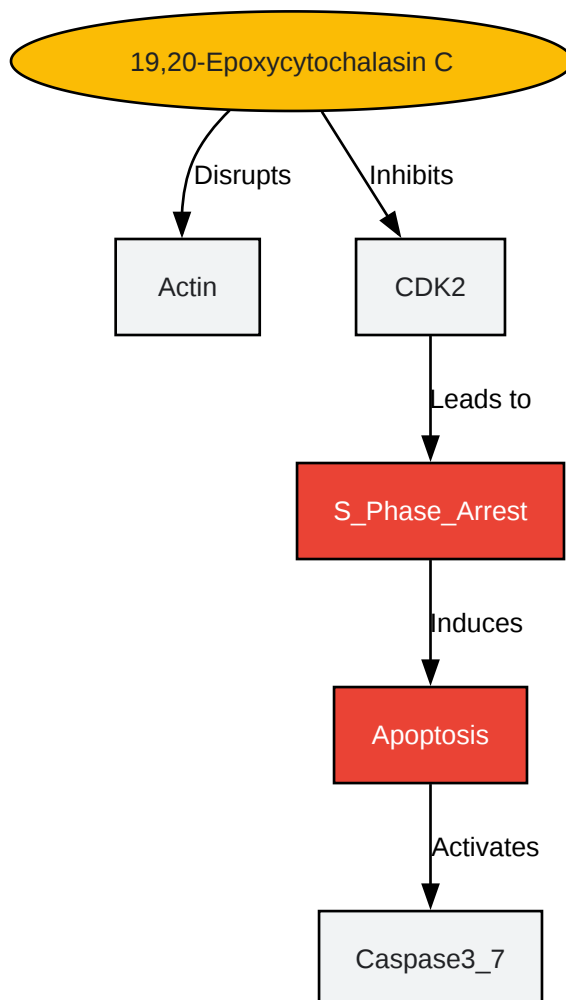 19,20-Epoxycytochalasin C
Disrupts
Inhibits
Actin
CDK2
Leads to
S_Phase_Arrest
Induces
Apoptosis
Activates
Caspase3_7